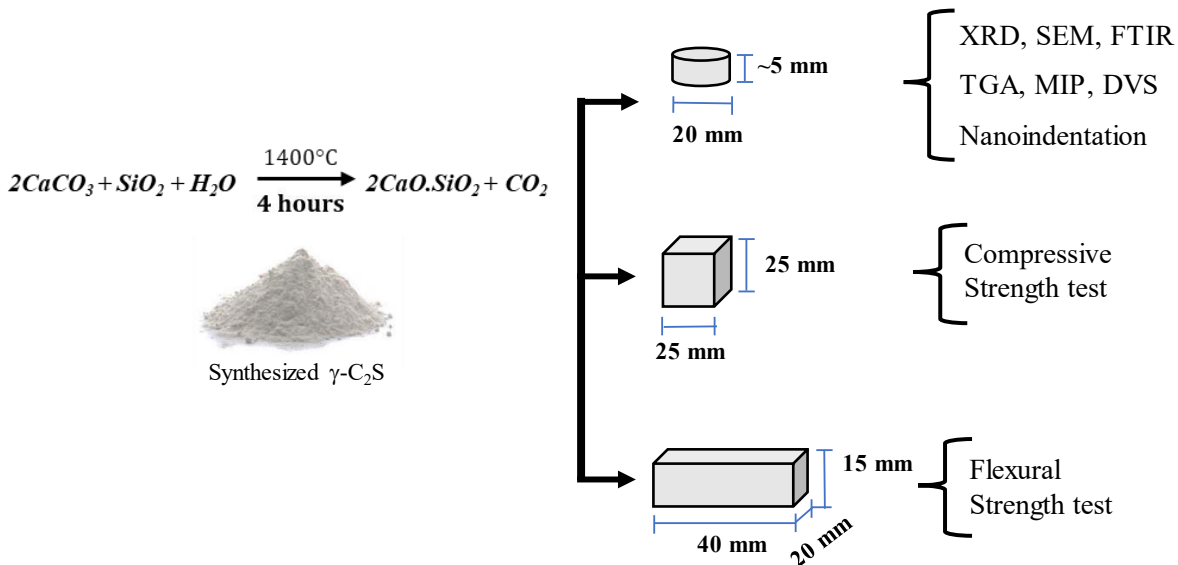 2CaCO₃ + SiO₂ + H₂O
1400°C
4 hours
2CaO.SiO₂ + CO₂
Synthesized γ-C₂S
~5 mm
20 mm
XRD, SEM, FTIR
TGA, MIP, DVS
Nanoindentation
25 mm
25 mm
Compressive
Strength test
15 mm
40 mm
20 mm
Flexural
Strength test